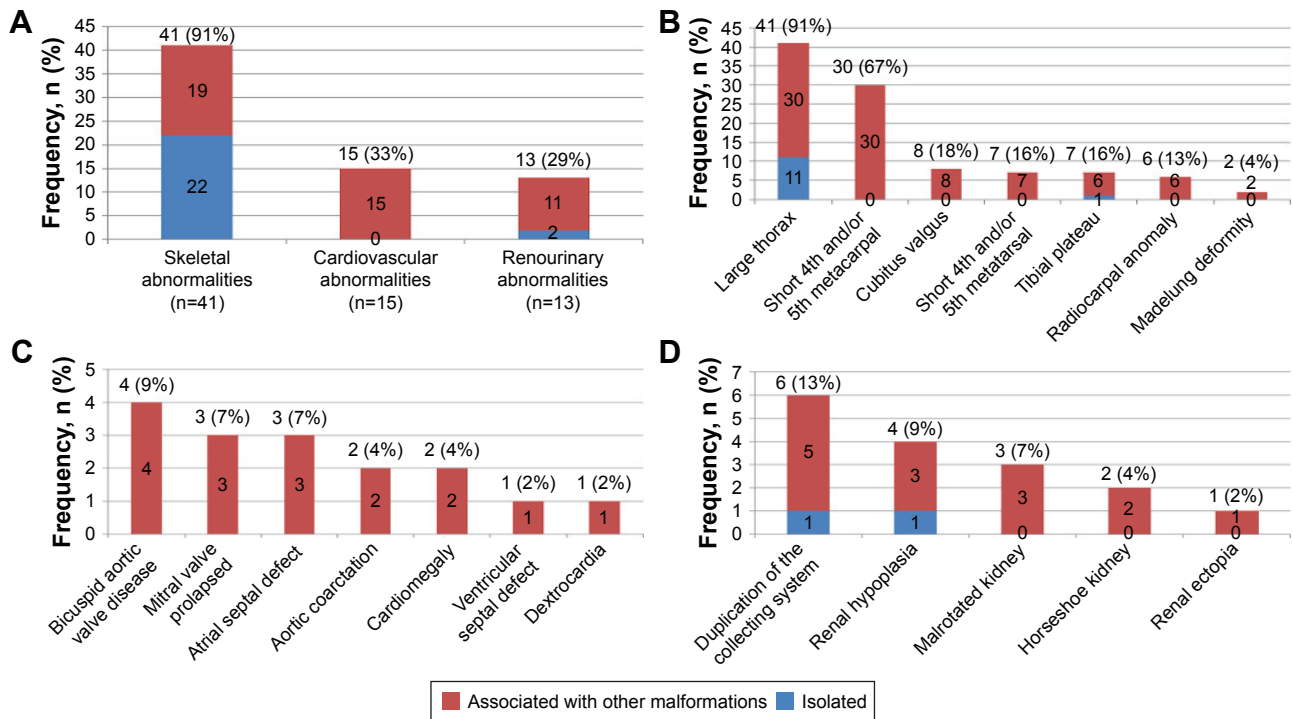 A
Frequency, n (%)
45
40
35
30
25
20
15
10
5
0
41 (91%)
19
22
15 (33%)
15
0
13 (29%)
11
2
Skeletal
abnormalities
(n=41)
Cardiovascular
abnormalities
(n=15)
Renourinary
abnormalities
(n=13)
B
Frequency, n (%)
45
40
35
30
25
20
15
10
5
0
41 (91%)
30
11
30 (67%)
30
0
8 (18%)
8
0
7 (16%)
7
0
7 (16%)
6
1
6 (13%)
6
0
2 (4%)
2
0
Large thorax
Short 4th and/or
5th metacarpal
Cubitus valgus
Short 4th and/or
5th metatarsal
Tibial plateau
Radiocarpal anomaly
Madelung deformity
C
Frequency, n (%)
5
4
3
2
1
0
4 (9%)
4
3 (7%)
3
3 (7%)
3
2 (4%)
2
2 (4%)
2
1 (2%)
1
1 (2%)
1
Bicuspid aortic
valve disease
Mitral valve
prolapsed
Atrial septal defect
Aortic coarctation
Cardiomegaly
Ventricular
septal defect
Dextrocardia
D
Frequency, n (%)
7
6
5
4
3
2
1
0
6 (13%)
5
1
4 (9%)
3
1
3 (7%)
3
0
2 (4%)
2
0
1 (2%)
1
0
Duplication of the
collecting system
Renal hypoplasia
Malrotated kidney
Horseshoe kidney
Renal ectopia
Associated with other malformations
Isolated